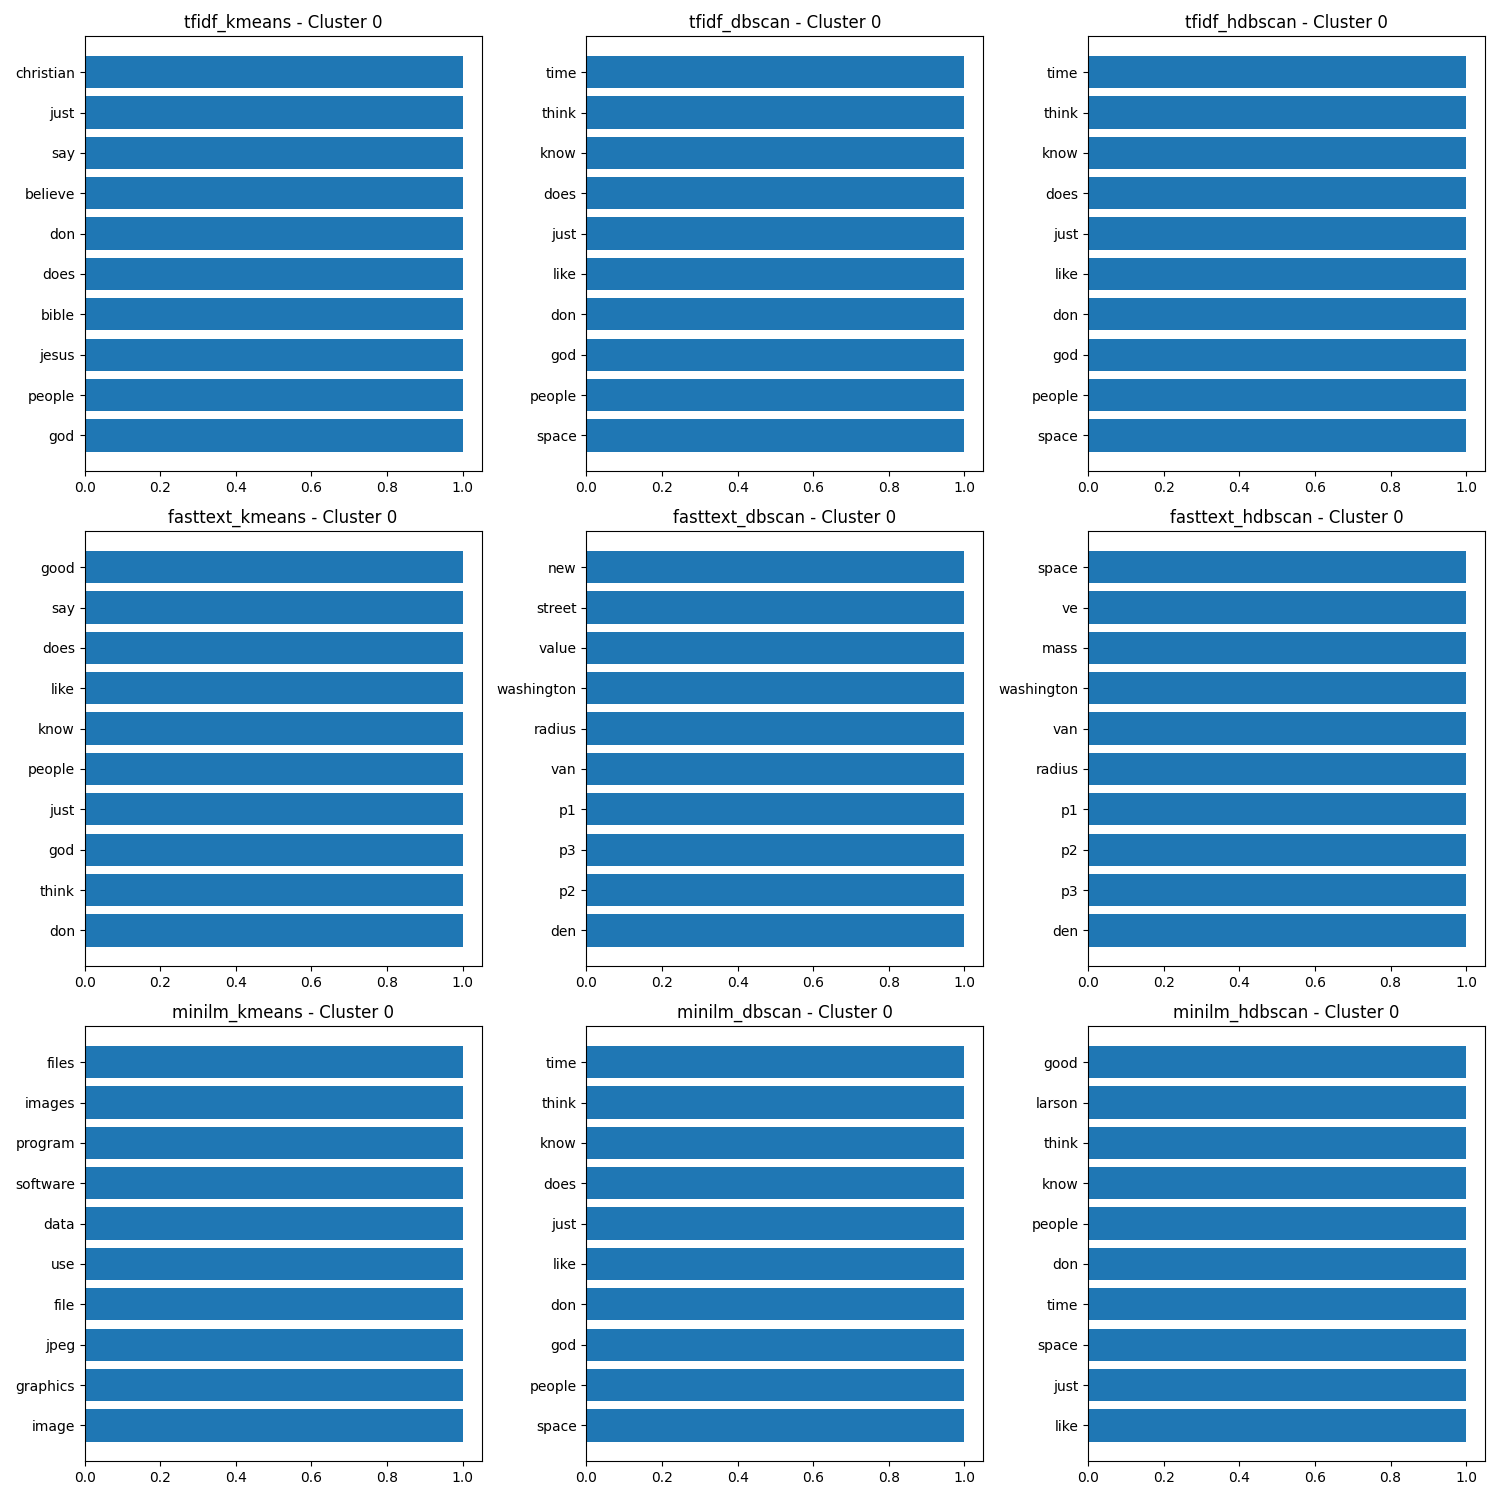 tfidf_kmeans - Cluster 0
christian
just
say
believe
don
does
bible
jesus
people
god
0.0 0.2 0.4 0.6 0.8 1.0
tfidf_dbscan - Cluster 0
time
think
know
does
just
like
don
god
people
space
0.0 0.2 0.4 0.6 0.8 1.0
tfidf_hdbscan - Cluster 0
time
think
know
does
just
like
don
god
people
space
0.0 0.2 0.4 0.6 0.8 1.0
fasttext_kmeans - Cluster 0
good
say
does
like
know
people
just
god
think
don
0.0 0.2 0.4 0.6 0.8 1.0
fasttext_dbscan - Cluster 0
new
street
value
washington
radius
van
p1
p3
p2
den
0.0 0.2 0.4 0.6 0.8 1.0
fasttext_hdbscan - Cluster 0
space
ve
mass
washington
van
radius
p1
p2
p3
den
0.0 0.2 0.4 0.6 0.8 1.0
minilm_kmeans - Cluster 0
files
images
program
software
data
use
file
jpeg
graphics
image
0.0 0.2 0.4 0.6 0.8 1.0
minilm_dbscan - Cluster 0
time
think
know
does
just
like
don
god
people
space
0.0 0.2 0.4 0.6 0.8 1.0
minilm_hdbscan - Cluster 0
good
larson
think
know
people
don
time
space
just
like
0.0 0.2 0.4 0.6 0.8 1.0